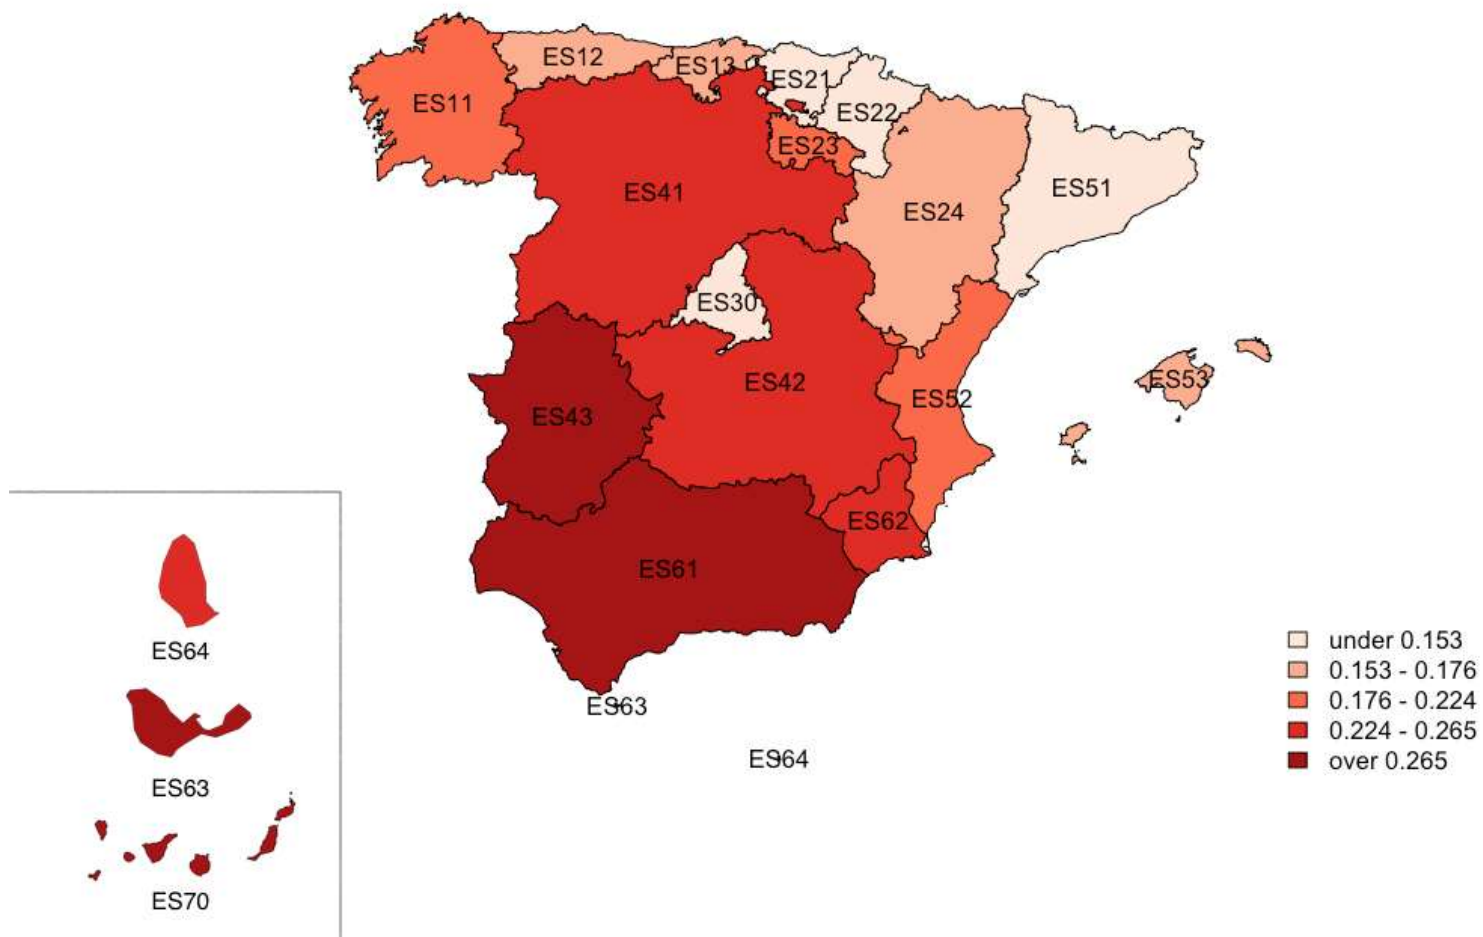 ES12
ES13
ES21
ES11
ES22
ES23
ES41
ES51
ES24
ES30
ES42
ES53
ES52
ES43
ES62
ES61
ES63
ES64
ES64
ES63
ES70
under 0.153
0.153 - 0.176
0.176 - 0.224
0.224 - 0.265
over 0.265